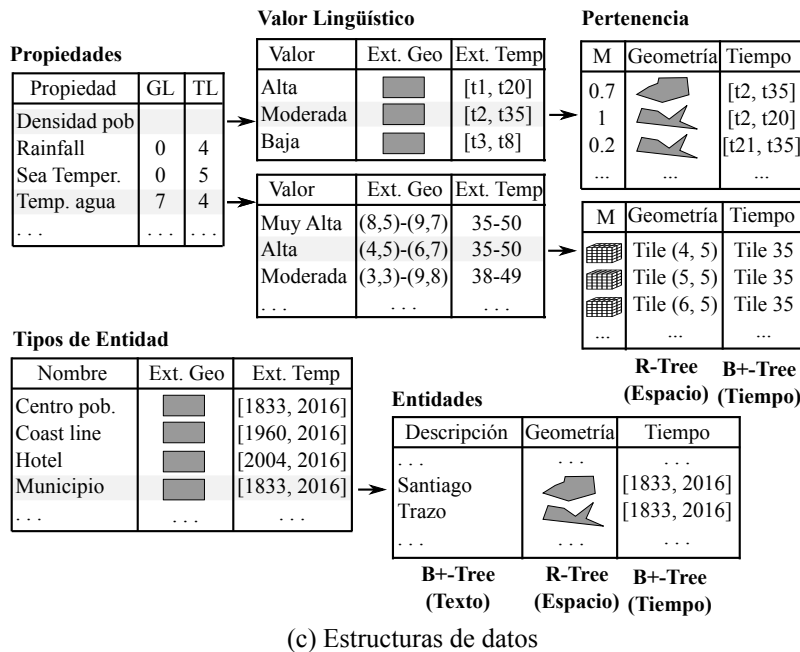 Propiedades
Propiedad GL TL
Densidad pob
Rainfall 0 4
Sea Temper. 0 5
Temp. agua 7 4
. . .
Valor Lingüístico
Valor Ext. Geo Ext. Temp
Alta [t1, t20]
Moderada [t2, t35]
Baja [t3, t8]
Valor Ext. Geo Ext. Temp
Muy Alta (8,5)-(9,7) 35-50
Alta (4,5)-(6,7) 35-50
Moderada (3,3)-(9,8) 38-49
. . . . . . . . .
Pertenencia
M Geometría Tiempo
0.7 [t2, t35]
1 [t2, t20]
0.2 [t21, t35]
... ... ...
M Geometría Tiempo
Tile (4, 5) Tile 35
Tile (5, 5) Tile 35
Tile (6, 5) Tile 35
... ... ...
R-Tree B+-Tree
(Espacio) (Tiempo)
Tipos de Entidad
Nombre Ext. Geo Ext. Temp
Centro pob. [1833, 2016]
Coast line [1960, 2016]
Hotel [2004, 2016]
Municipio [1833, 2016]
. . . . . . . . .
Entidades
Descripción Geometría Tiempo
. . . . . . . . .
Santiago [1833, 2016]
Trazo [1833, 2016]
. . . . . . . . .
B+-Tree R-Tree B+-Tree
(Texto) (Espacio) (Tiempo)
(c) Estructuras de datos